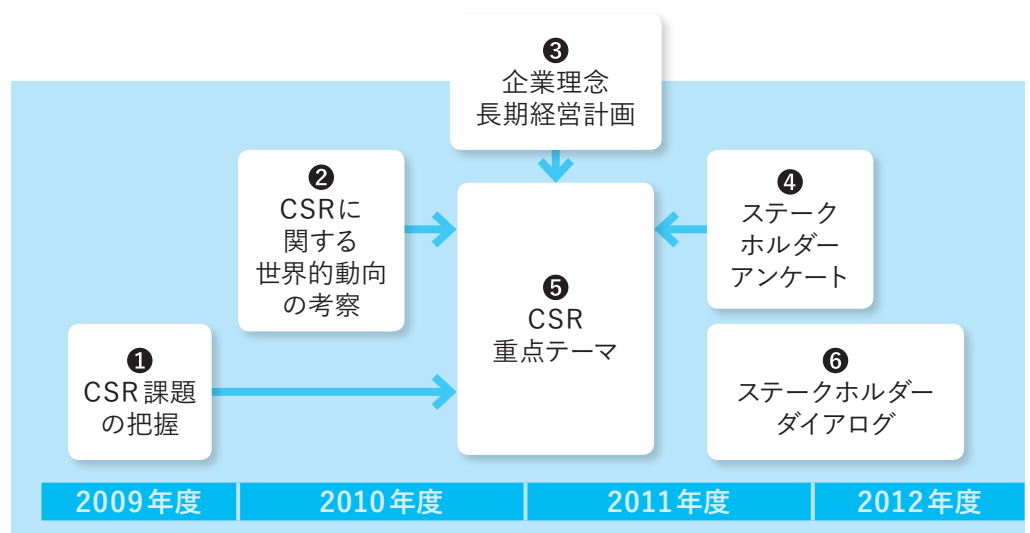 ❸
企業理念
長期経営計画
❷
CSRに
関する
世界的動向
の考察
❹
ステーク
ホルダー
アンケート
❺
CSR
重点テーマ
❶
CSR課題
の把握
❻
ステークホルダー
ダイアログ
2009年度
2010年度
2011年度
2012年度